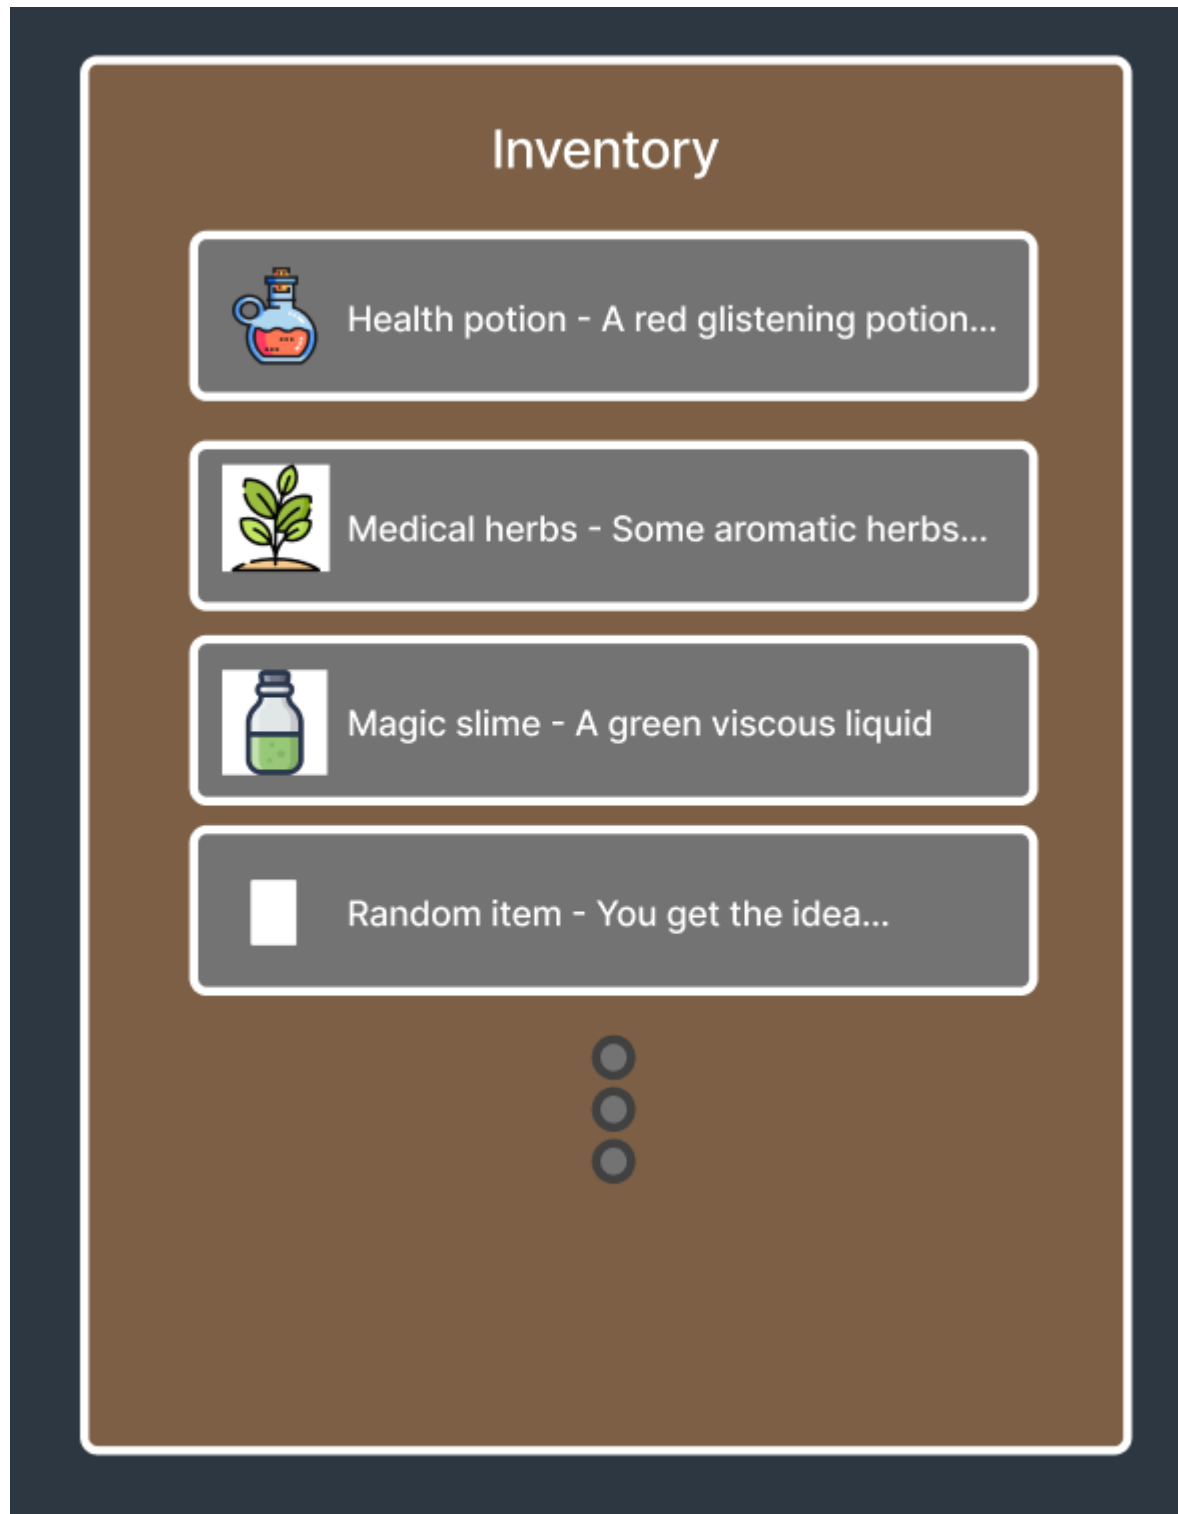 Inventory
Health potion - A red glistening potion...
Medical herbs - Some aromatic herbs...
Magic slime - A green viscous liquid
Random item - You get the idea...